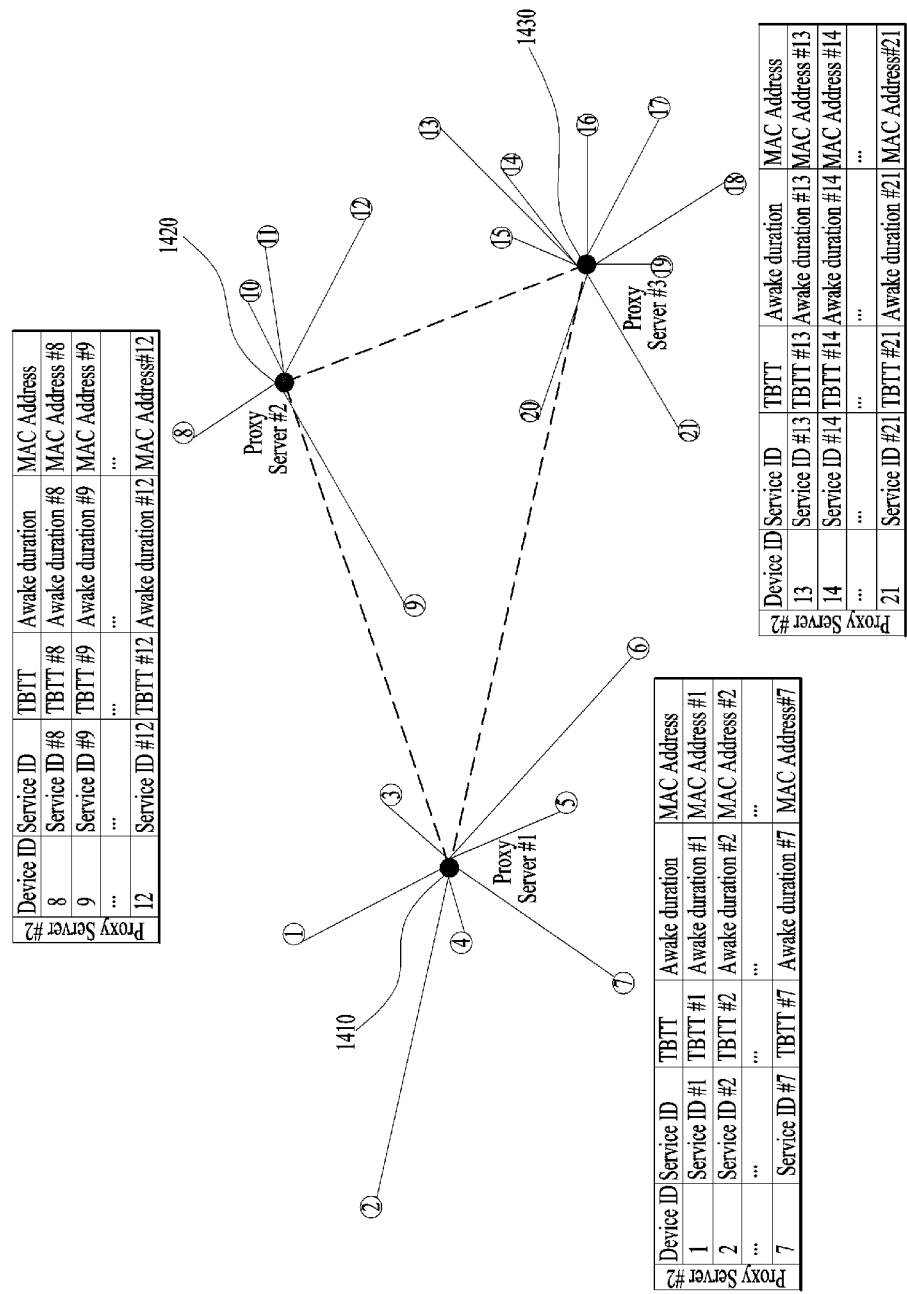 Proxy Server #2
Device ID Service ID TBTT Awake duration MAC Address
8 Service ID #8 TBTT #8 Awake duration #8 MAC Address #8
9 Service ID #9 TBTT #9 Awake duration #9 MAC Address #9
... ... ... ... ...
12 Service ID #12 TBTT #12 Awake duration #12 MAC Address#12
1410
1
2
3
4
5
6
7
Proxy
Server #1
1420
8
9
10
11
12
Proxy
Server #2
1430
13
14
15
16
17
18
19
20
21
Proxy
Server #3
Proxy Server #2
Device ID Service ID TBTT Awake duration MAC Address
1 Service ID #1 TBTT #1 Awake duration #1 MAC Address #1
2 Service ID #2 TBTT #2 Awake duration #2 MAC Address #2
... ... ... ... ...
7 Service ID #7 TBTT #7 Awake duration #7 MAC Address#7
Proxy Server #2
Device ID Service ID TBTT Awake duration MAC Address
13 Service ID #13 TBTT #13 Awake duration #13 MAC Address #13
14 Service ID #14 TBTT #14 Awake duration #14 MAC Address #14
... ... ... ... ...
21 Service ID #21 TBTT #21 Awake duration #21 MAC Address#21